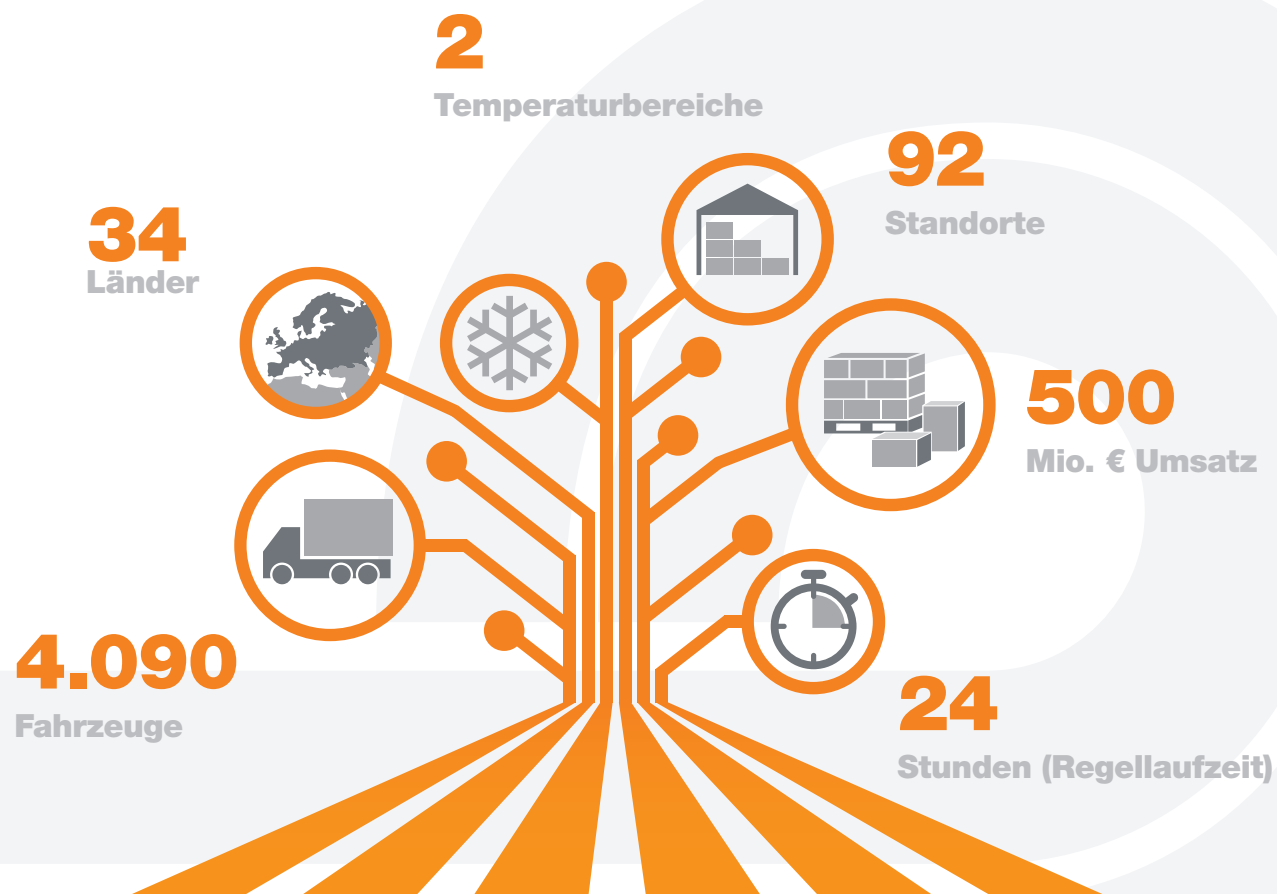 2
Temperaturbereiche
92
Standorte
34
Länder
500
Mio. € Umsatz
4.090
Fahrzeuge
24
Stunden (Regellaufzeit)